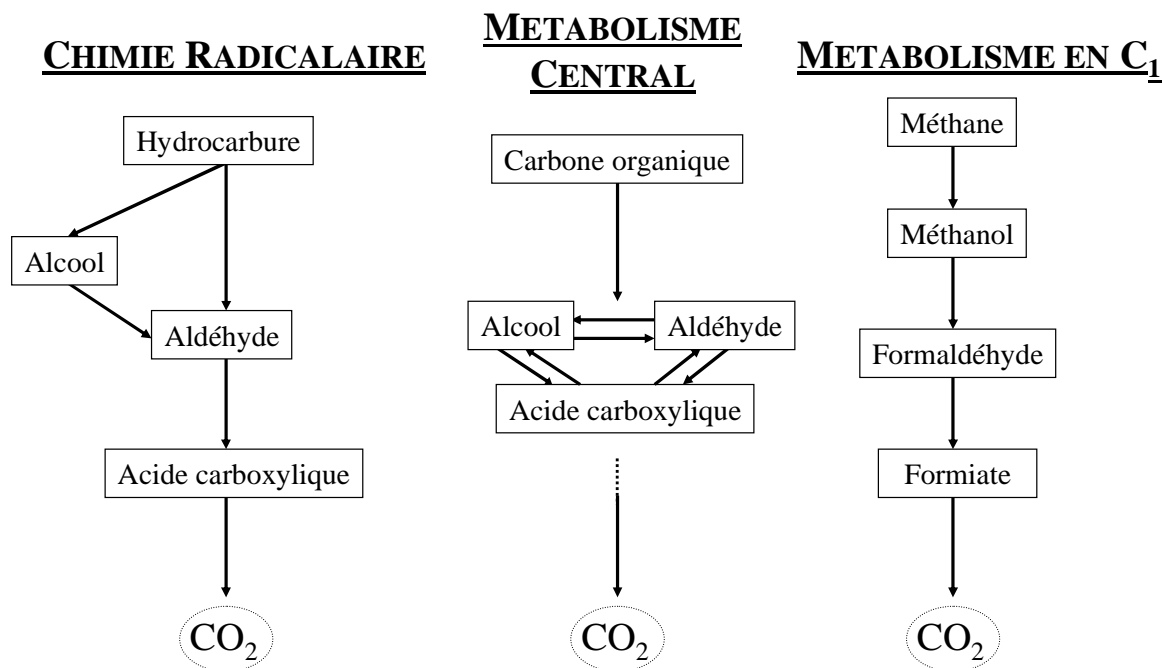 CHIMIE RADICALAIRE
Hydrocarbure
Alcool
Aldéhyde
Acide carboxylique
CO2
METABOLISME
CENTRAL
Carbone organique
Alcool
Aldéhyde
Acide carboxylique
CO2
METABOLISME EN C1
Méthane
Méthanol
Formaldéhyde
Formiate
CO2